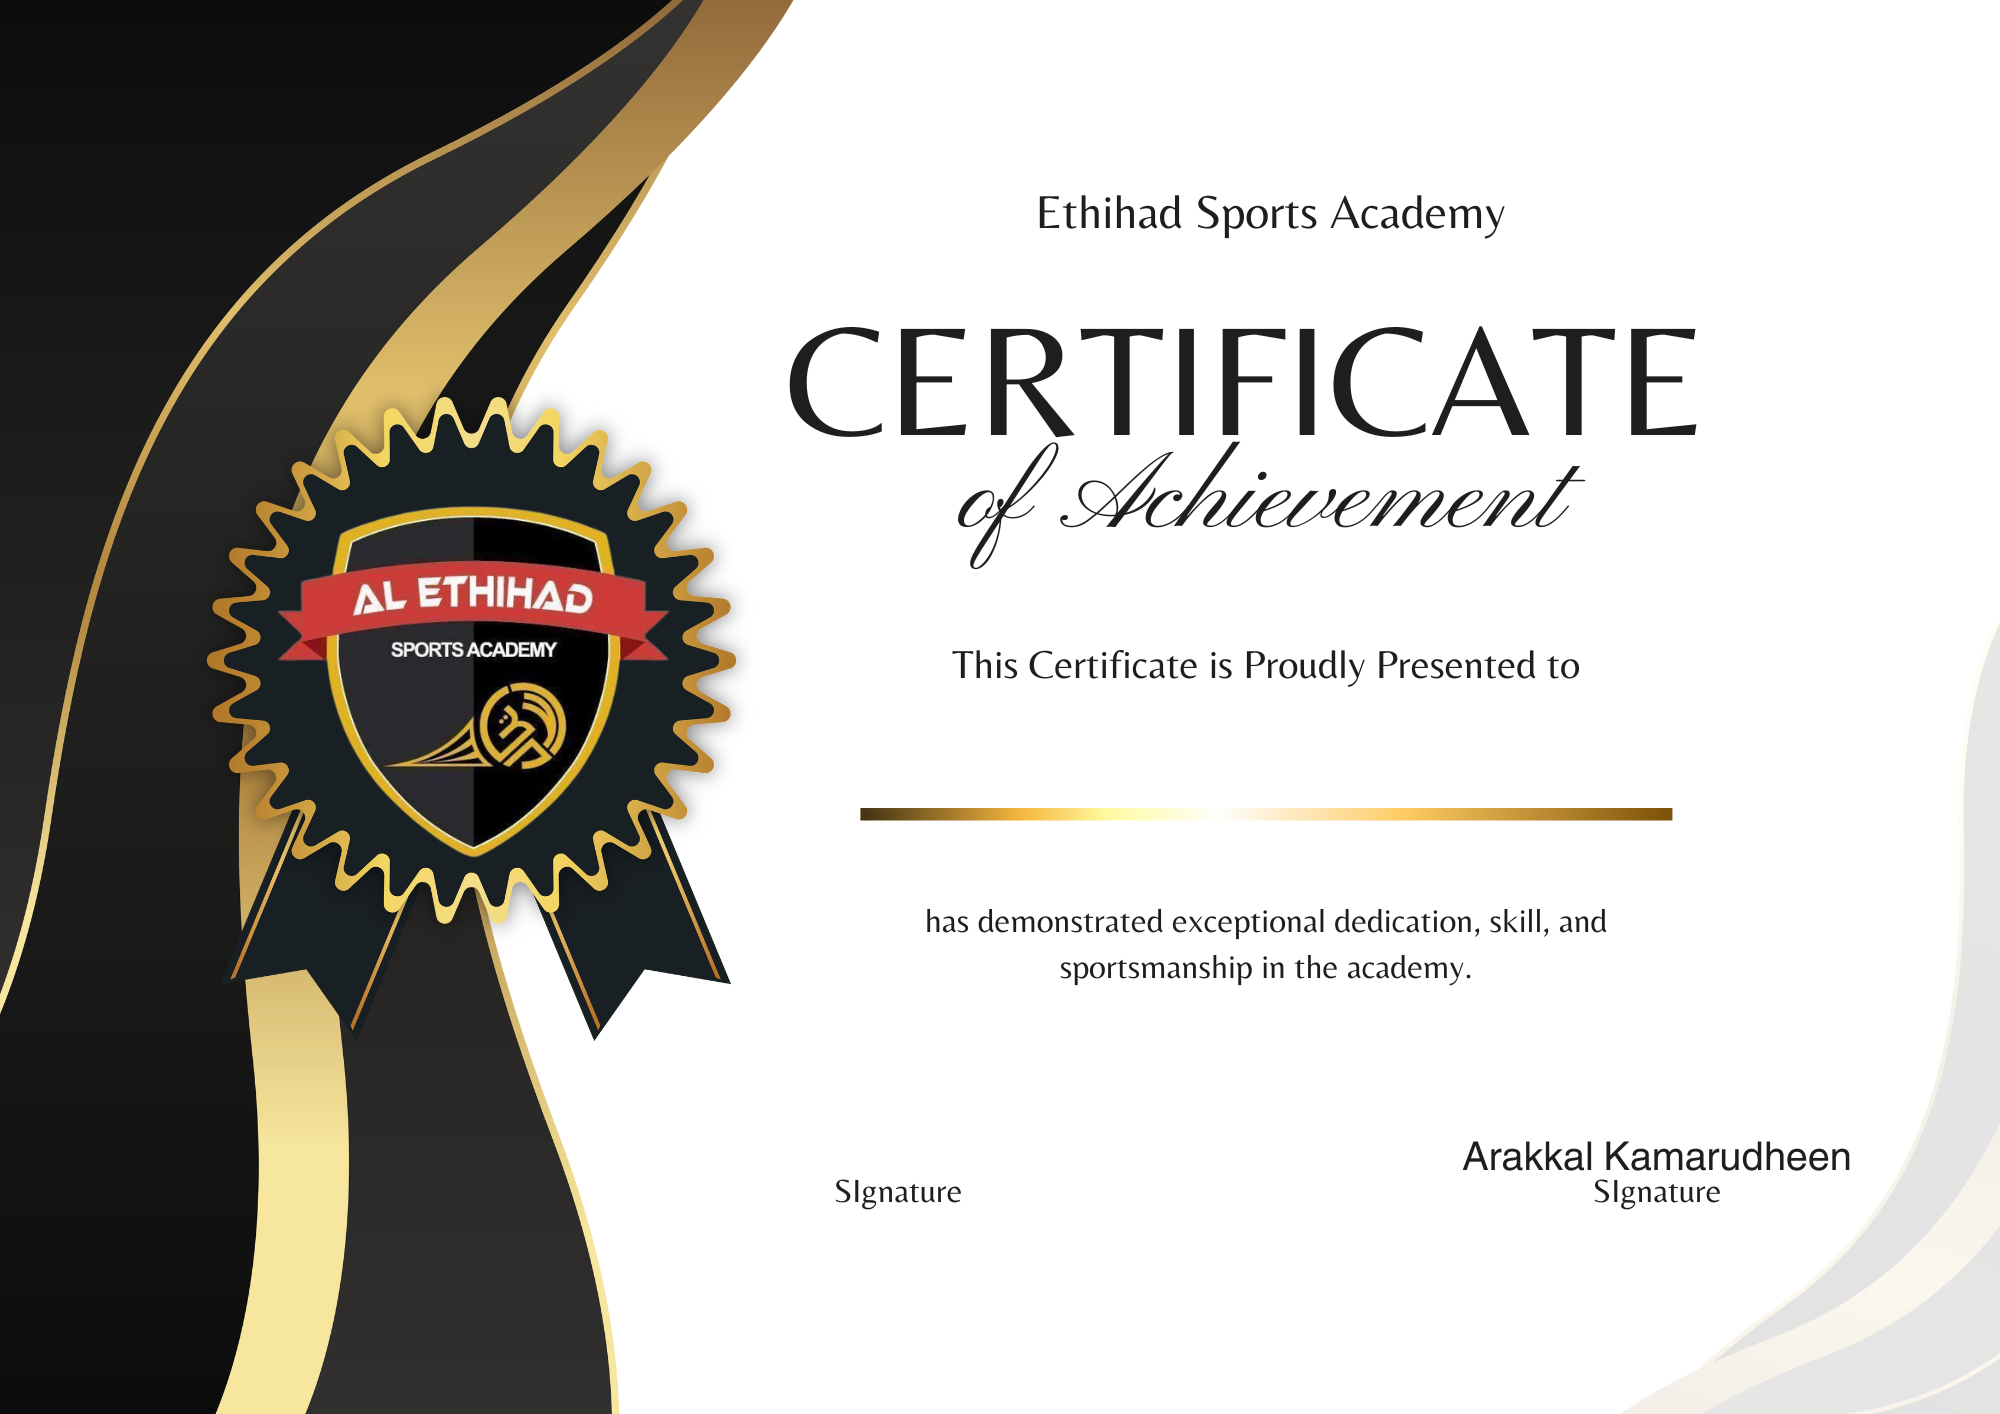 Ethihad Sports Academy
CERTIFICATE
of Achievement
AL ETHIHAD
SPORTS ACADEMY
This Certificate is Proudly Presented to
has demonstrated exceptional dedication, skill, and
sportsmanship in the academy.
Arakkal Kamarudheen
SIgnature
SIgnature